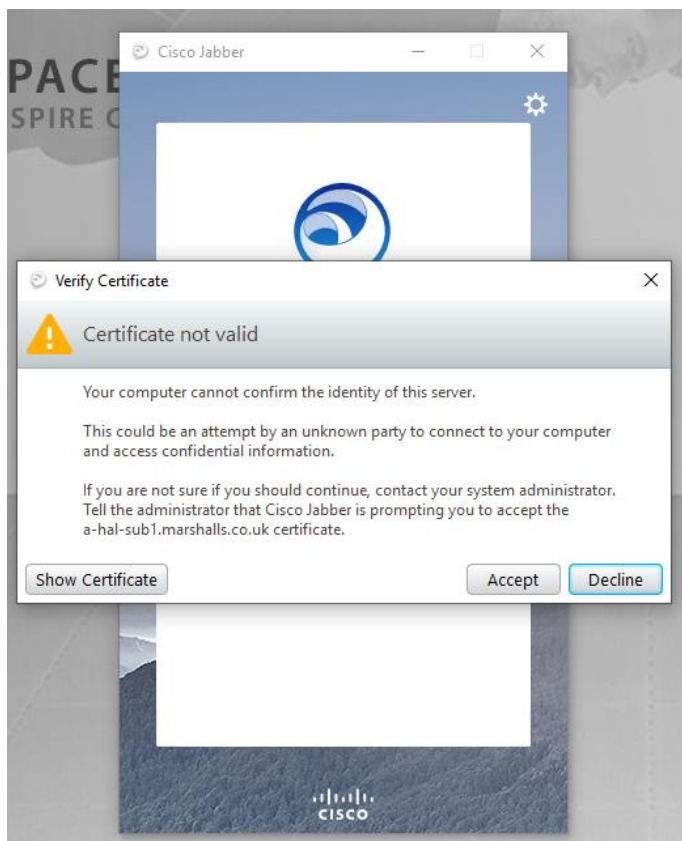 Cisco Jabber
PACE
SPIRE C
Verify Certificate
Certificate not valid
Your computer cannot confirm the identity of this server.
This could be an attempt by an unknown party to connect to your computer
and access confidential information.
If you are not sure if you should continue, contact your system administrator.
Tell the administrator that Cisco Jabber is prompting you to accept the
a-hal-sub1.marshalls.co.uk certificate.
Show Certificate
Accept
Decline
CISCO